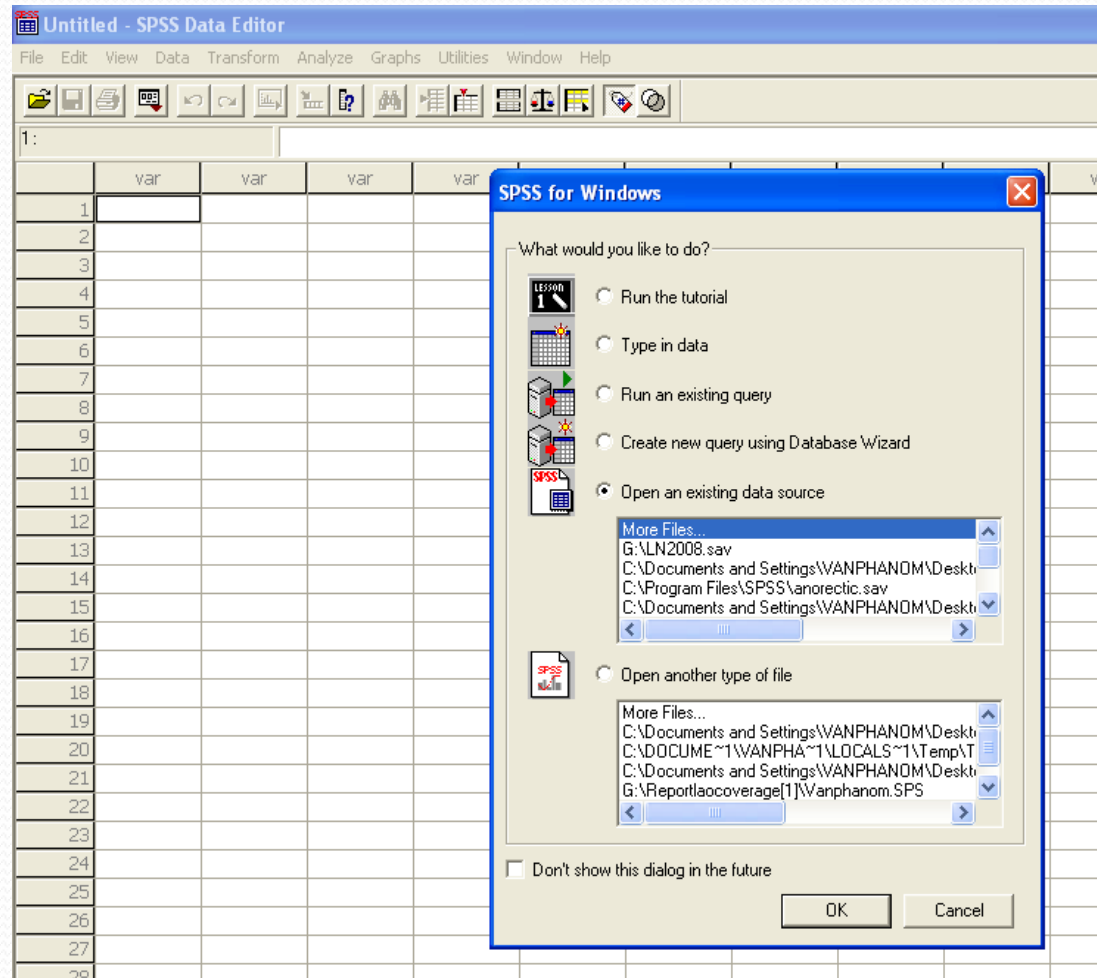 Untitled - SPSS Data Editor
File Edit View Data Transform Analyze Graphs Utilities Window Help
1:
var var var var
SPSS for Windows
What would you like to do?
LESSON 1
Run the tutorial
Type in data
Run an existing query
Create new query using Database Wizard
SPSS
Open an existing data source
More Files...
G:\LN2008.sav
C:\Documents and Settings\VANPHANOM\Deskt
C:\Program Files\SPSS\anorectic.sav
C:\Documents and Settings\VANPHANOM\Deskt
SPSS
Open another type of file
More Files...
C:\Documents and Settings\VANPHANOM\Deskt
C:\DOCUME~1\VANPHA~1\LOCALS~1\Temp\T
C:\Documents and Settings\VANPHANOM\Deskt
G:\Reportlaocoverage[1]\Vanphanom.SPS
Don't show this dialog in the future
OK Cancel
1
2
3
4
5
6
7
8
9
10
11
12
13
14
15
16
17
18
19
20
21
22
23
24
25
26
27
28